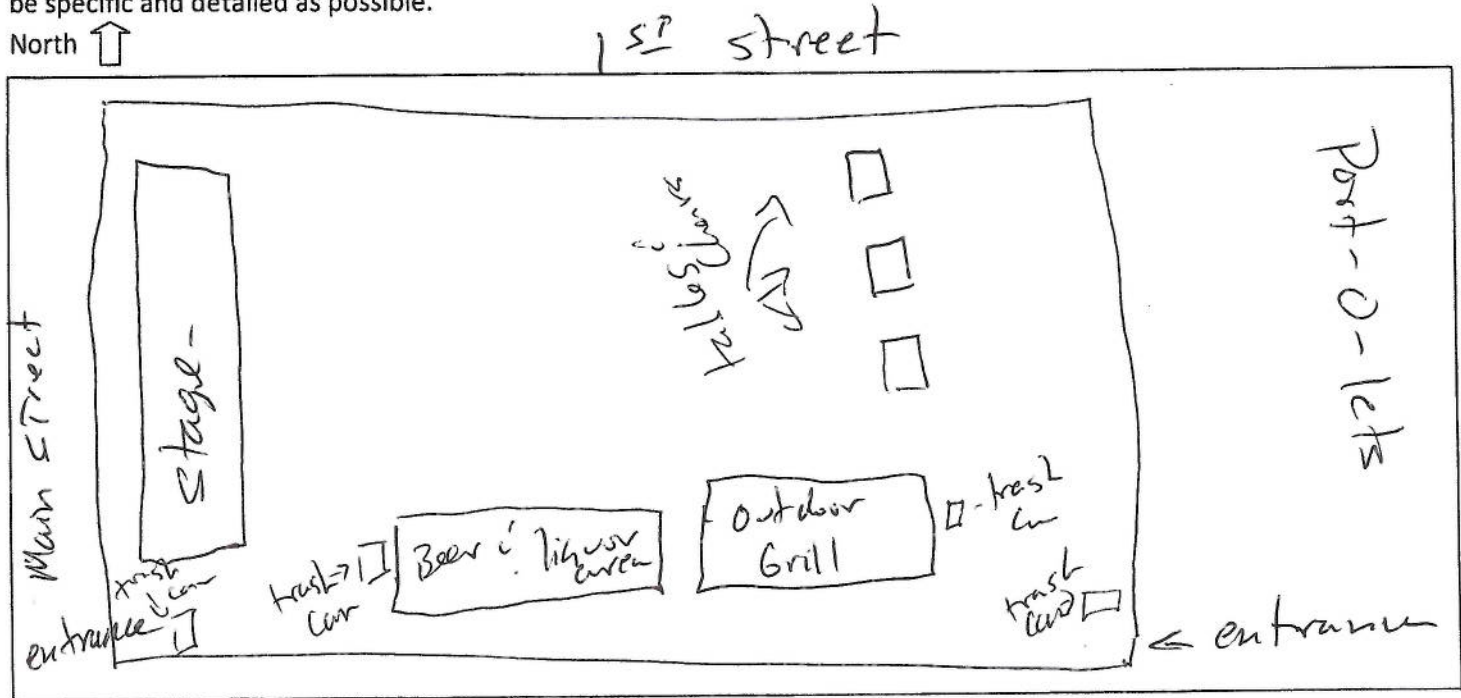 be specific and detailed as possible.
North
1st street
Main Street
Stage-
tables & chairs
Port-O-lets
Beer & liquor
area
Outdoor
Grill
trash
can
entrance
trash
can
trash
can
trash
can
entrance